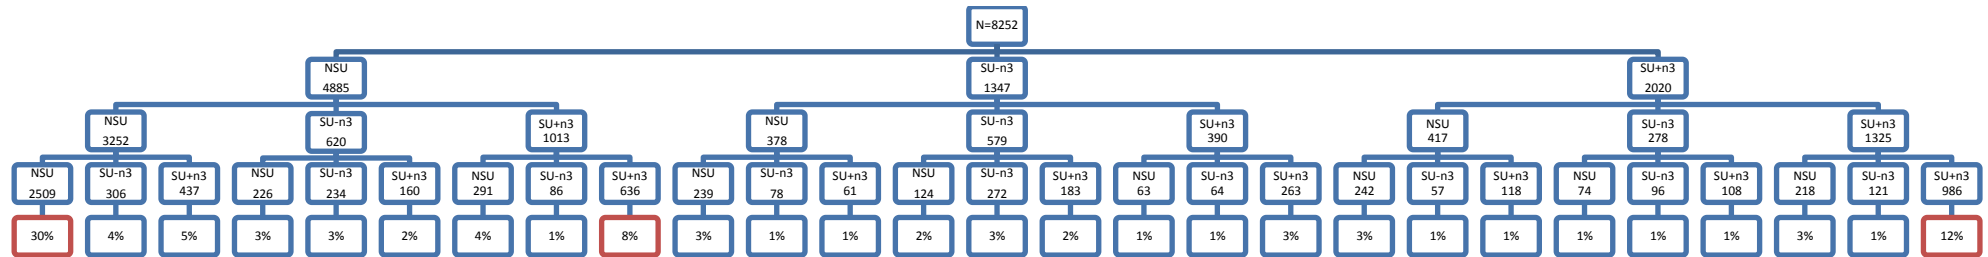 N=8252
NSU
4885
SU-n3
1347
SU+n3
2020
NSU
3252
SU-n3
620
SU+n3
1013
NSU
378
SU-n3
579
SU+n3
390
NSU
417
SU-n3
278
SU+n3
1325
NSU
2509
SU-n3
306
SU+n3
437
NSU
226
SU-n3
234
SU+n3
160
NSU
291
SU-n3
86
SU+n3
636
NSU
239
SU-n3
78
SU+n3
61
NSU
124
SU-n3
272
SU+n3
183
NSU
63
SU-n3
64
SU+n3
263
NSU
242
SU-n3
57
SU+n3
118
NSU
74
SU-n3
96
SU+n3
108
NSU
218
SU-n3
121
SU+n3
986
30%
4%
5%
3%
3%
2%
4%
1%
8%
3%
1%
1%
2%
3%
2%
1%
1%
3%
3%
1%
1%
1%
1%
1%
3%
1%
12%